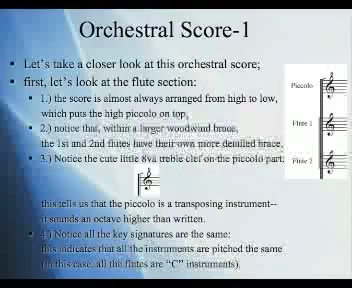 Orchestral Score-1
Let's take a closer look at this orchestral score;
first, let's look at the flute section:
1.) the score is almost always arranged from high to low,
which puts the high piccolo on top,
2.) notice that, within a larger woodwind brace,
the 1st and 2nd flutes have their own more detailed brace,
3.) Notice the cute little 8va treble clef on the piccolo part:
this tells us that the piccolo is a transposing instrument--
it sounds an octave higher than written.
4.) Notice all the key signatures are the same:
this indicates that all the instruments are pitched the same
(in this case, all the flutes are “C” instruments).
Piccolo
Flute 1
Flute 2